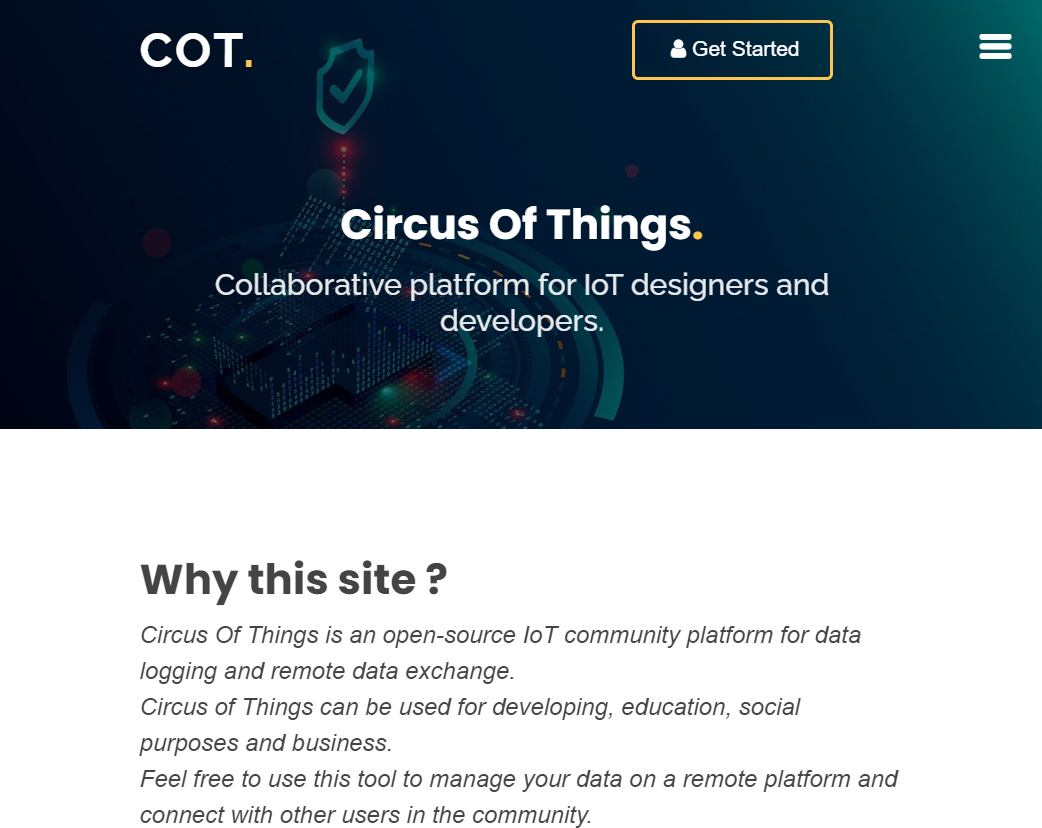 COT.
Get Started
Circus Of Things.
Collaborative platform for IoT designers and
developers.
Why this site ?
Circus Of Things is an open-source IoT community platform for data
logging and remote data exchange.
Circus of Things can be used for developing, education, social
purposes and business.
Feel free to use this tool to manage your data on a remote platform and
connect with other users in the community.